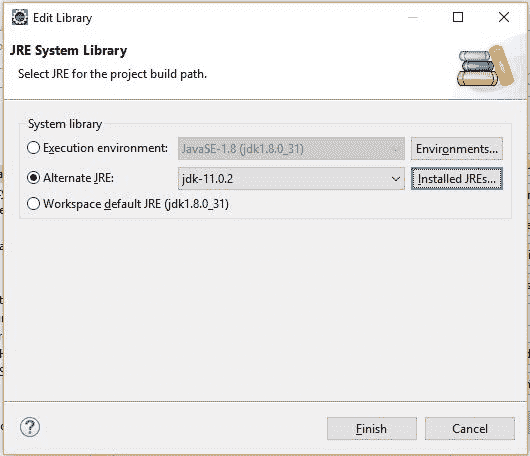 Edit Library
JRE System Library
Select JRE for the project build path.
System library
Execution environment: JavaSE-1.8 (jdk1.8.0_31) Environments...
Alternate JRE: jdk-11.0.2 Installed JREs...
Workspace default JRE (jdk1.8.0_31)
? Finish Cancel